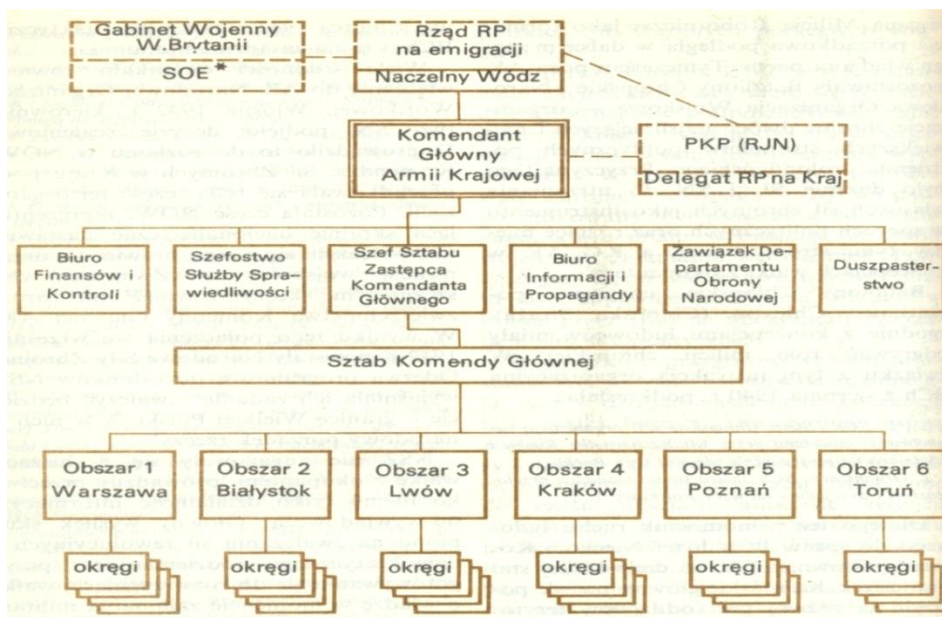 Gabinet Wojenny
W.Brytanii
SOE *
Rząd RP
na emigracji
Naczelny Wódz
Komendant
Główny
Armii Krajowej
PKP (RJN)
Delegat RP na Kraj
Biuro
Finansów i
Kontroli
Szefostwo
Służby Spra-
wiedliwości
Szef Sztabu
Zastępca
Komendanta
Głównego
Biuro
Informacji i
Propagandy
Zawiązek De-
partamentu
Obrony
Narodowej
Duszpaster-
stwo
Sztab Komendy Głównej
Obszar 1
Warszawa
Obszar 2
Białystok
Obszar 3
Lwów
Obszar 4
Kraków
Obszar 5
Poznań
Obszar 6
Toruń
okręgi
okręgi
okręgi
okręgi
okręgi
okręgi